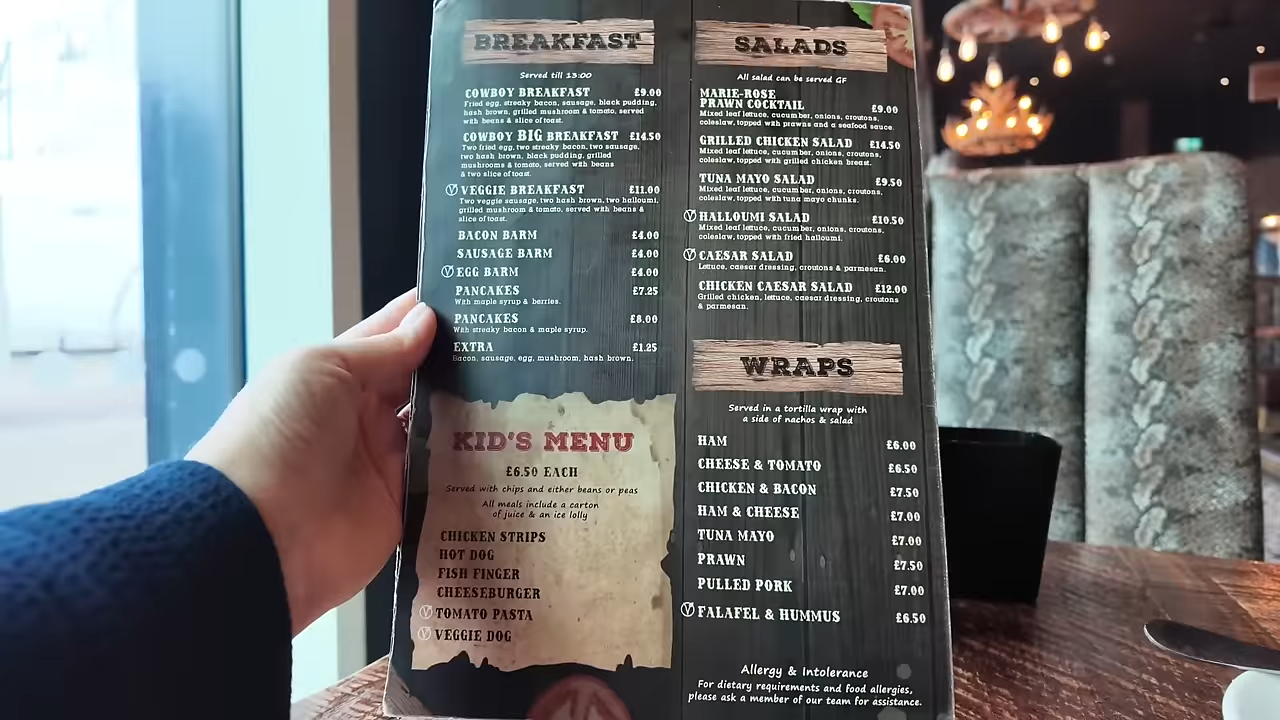 BREAKFAST
Served till 13:00
COWBOY BREAKFAST £9.00
Fried egg, streaky bacon, sausage, black pudding,
hash brown, grilled mushroom & tomato, served
with beans & slice of toast.
COWBOY BIG BREAKFAST £14.50
Two fried egg, two streaky bacon, two sausage,
two hash brown, black pudding, grilled
mushrooms & tomato, served with beans
& two slice of toast.
V VEGGIE BREAKFAST £11.00
Two veggie sausage, two hash brown, two halloumi,
grilled mushroom & tomato, served with beans &
slice of toast.
BACON BARM £4.00
SAUSAGE BARM £4.00
V EGG BARM £4.00
PANCAKES £7.25
With maple syrup & berries.
PANCAKES £8.00
With streaky bacon & maple syrup.
EXTRA £1.25
Bacon, sausage, egg, mushroom, hash brown.
KID'S MENU
£6.50 EACH
Served with chips and either beans or peas
All meals include a carton
of juice & an ice lolly
CHICKEN STRIPS
HOT DOG
FISH FINGER
CHEESEBURGER
V TOMATO PASTA
V VEGGIE DOG
SALADS
All salad can be served GF
MARIE-ROSE
PRAWN COCKTAIL £9.00
Mixed leaf lettuce, cucumber, onions, croutons,
coleslaw, topped with prawns and a seafood sauce.
GRILLED CHICKEN SALAD £14.50
Mixed leaf lettuce, cucumber, onions, croutons,
coleslaw, topped with grilled chicken breast.
TUNA MAYO SALAD £9.50
Mixed leaf lettuce, cucumber, onions, croutons,
coleslaw, topped with tuna mayo chunks.
V HALLOUMI SALAD £10.50
Mixed leaf lettuce, cucumber, onions, croutons,
coleslaw, topped with fried halloumi.
V CAESAR SALAD £6.00
Lettuce, caesar dressing, croutons & parmesan.
CHICKEN CAESAR SALAD £12.00
Grilled chicken, lettuce, caesar dressing, croutons
& parmesan.
WRAPS
Served in a tortilla wrap with
a side of nachos & salad
HAM £6.00
CHEESE & TOMATO £6.50
CHICKEN & BACON £7.50
HAM & CHEESE £7.00
TUNA MAYO £7.00
PRAWN £7.50
PULLED PORK £7.00
V FALAFEL & HUMMUS £6.50
Allergy & Intolerance
For dietary requirements and food allergies,
please ask a member of our team for assistance.